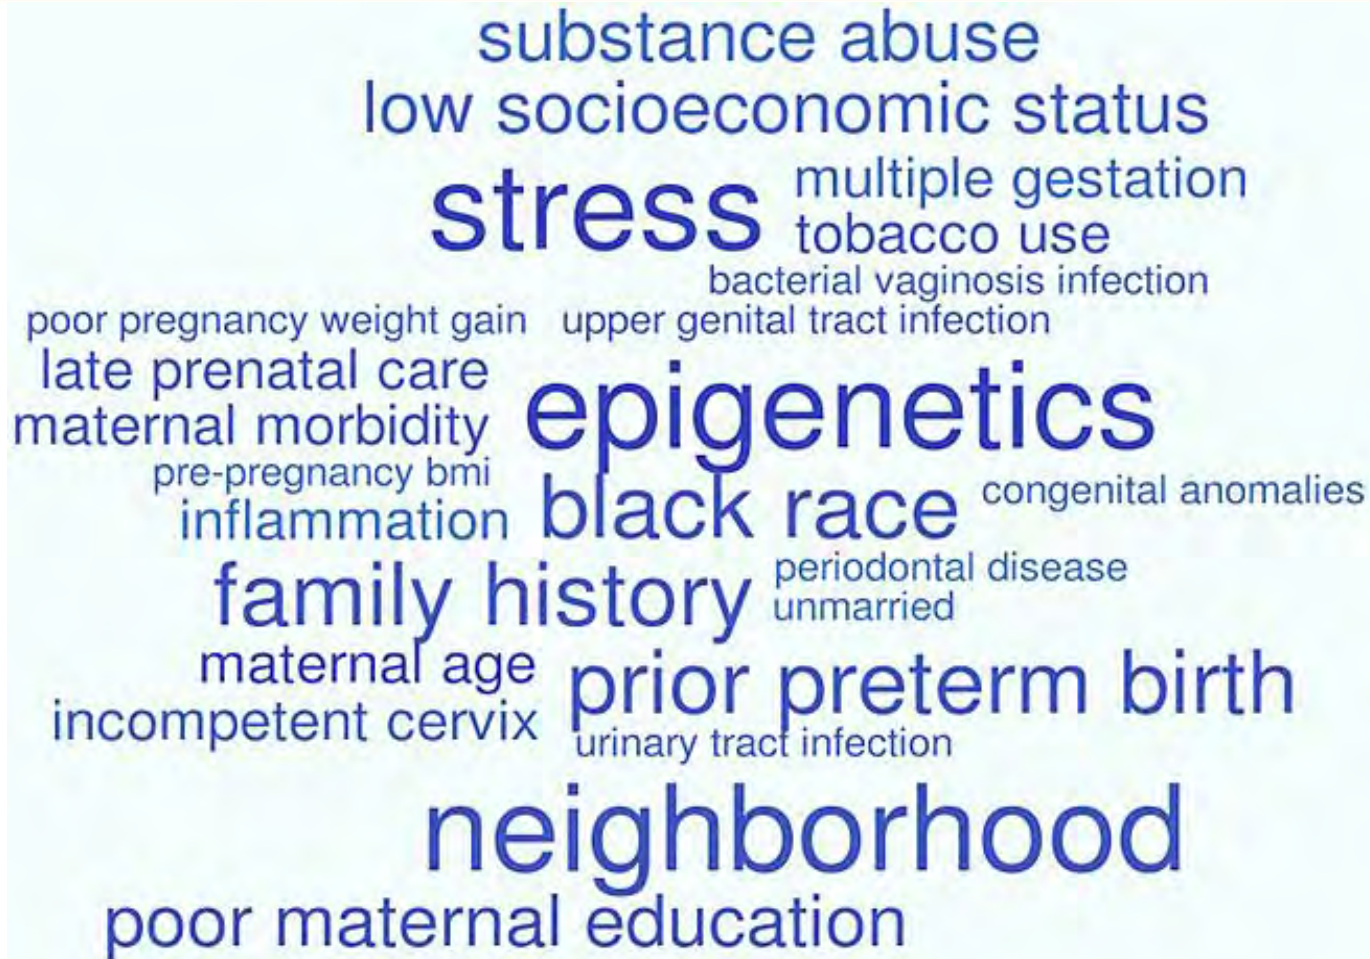 substance abuse
low socioeconomic status
stress
multiple gestation
tobacco use
bacterial vaginosis infection
poor pregnancy weight gain
upper genital tract infection
late prenatal care
maternal morbidity
epigenetics
pre-pregnancy bmi
inflammation
black race
congenital anomalies
family history
periodontal disease
unmarried
maternal age
incompetent cervix
prior preterm birth
urinary tract infection
neighborhood
poor maternal education